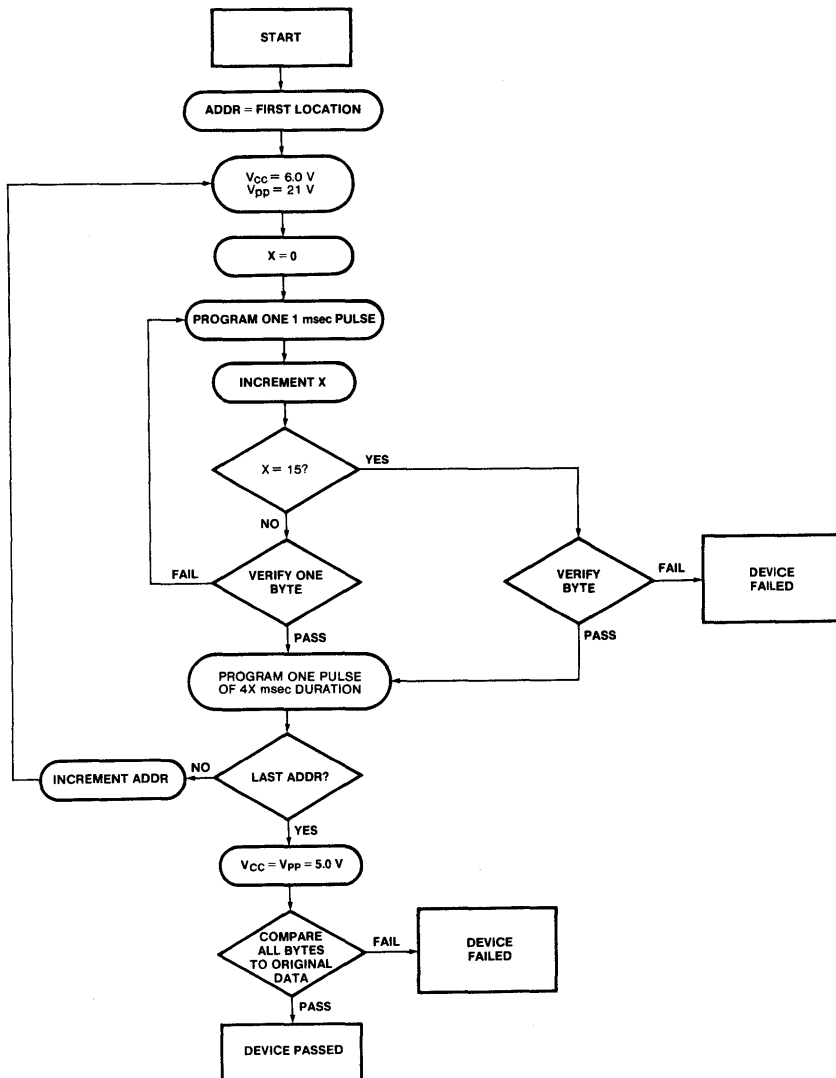 START
ADDR = FIRST LOCATION
VCC = 6.0 V
Vpp = 21 V
X = 0
PROGRAM ONE 1 msec PULSE
INCREMENT X
X = 15?
YES
NO
FAIL
VERIFY ONE
BYTE
VERIFY
BYTE
FAIL
DEVICE
FAILED
PASS
PASS
PROGRAM ONE PULSE
OF 4X msec DURATION
INCREMENT ADDR
NO
LAST ADDR?
YES
VCC = VPP = 5.0 V
COMPARE
ALL BYTES
TO ORIGINAL
DATA
FAIL
DEVICE
FAILED
PASS
DEVICE PASSED